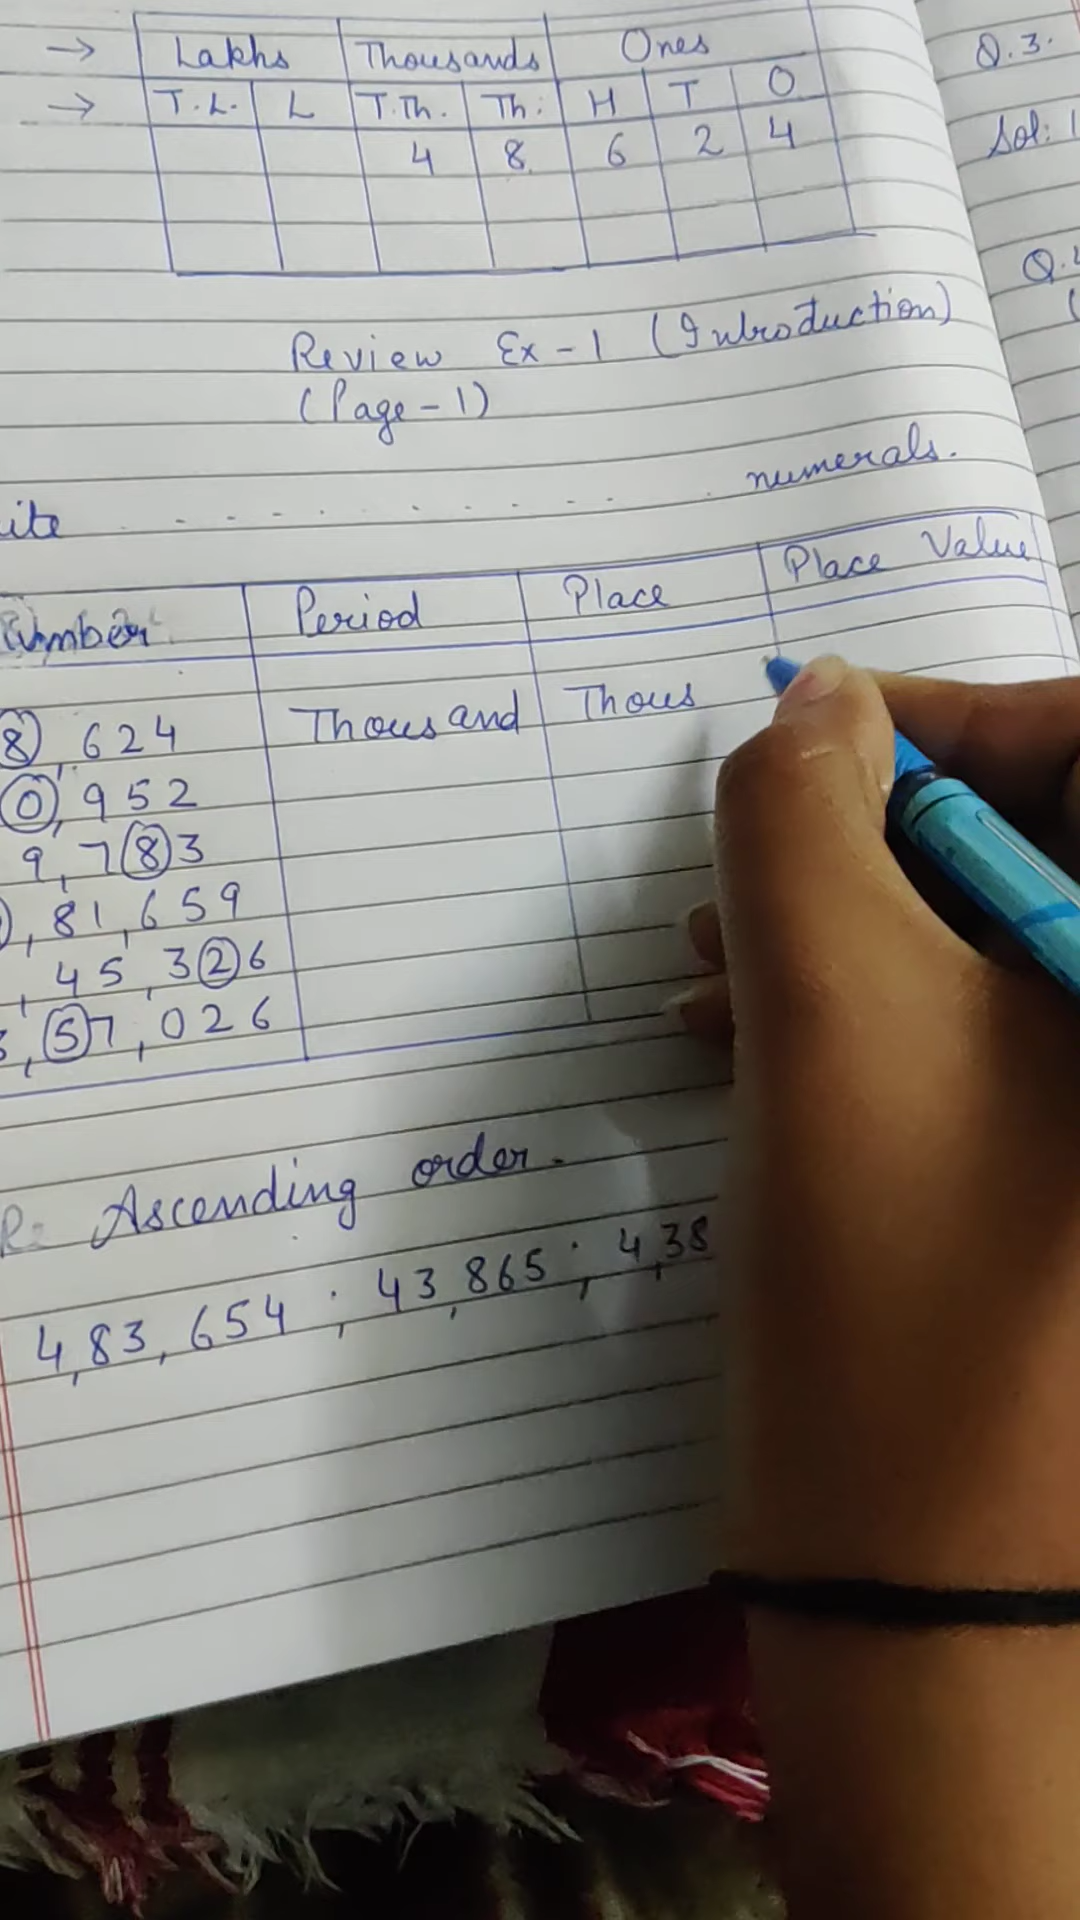 → Lakhs Thousands Ones
→ T.L. L T.Th. Th. H T O
4 8 6 2 4
Review Ex-1 (Introduction)
(Page-1)
ite . . . . . . . . . . numerals.
Number Period Place Place Value
8,624 Thousand Thous
0,952
9,783
,81,659
,45,326
,57,026
Ascending order.
4,83,654 ; 43,865 ; 4,38
Q.3.
Sol: 1
Q.
(